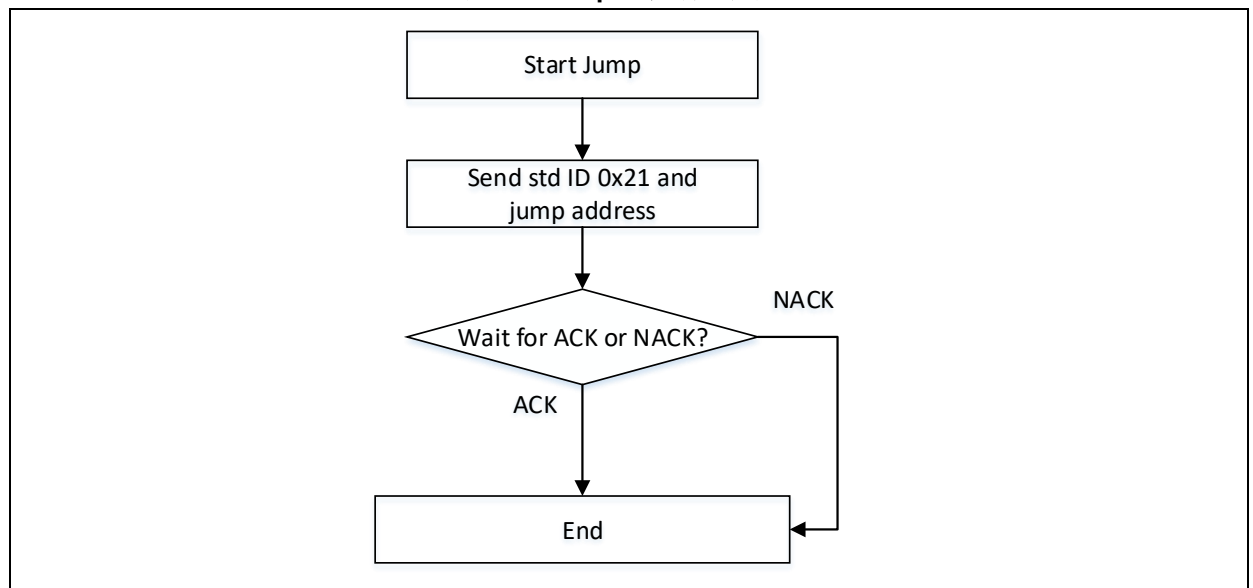 Start Jump
Send std ID 0x21 and
jump address
NACK
Wait for ACK or NACK?
ACK
End